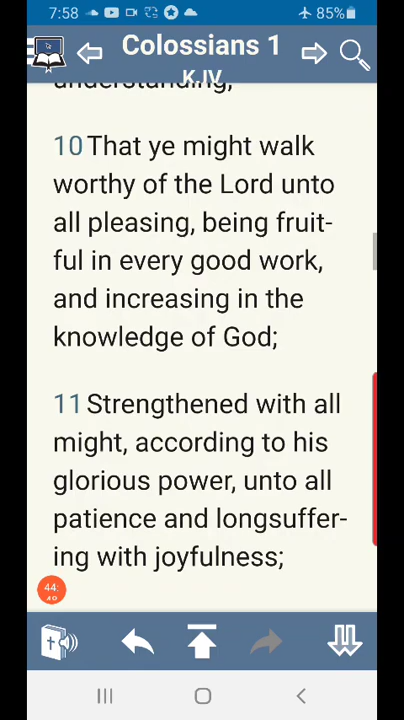 7:58
85%
Colossians 1
KJV
understanding;
10 That ye might walk
worthy of the Lord unto
all pleasing, being fruit-
ful in every good work,
and increasing in the
knowledge of God;
11 Strengthened with all
might, according to his
glorious power, unto all
patience and longsuffer-
ing with joyfulness;
44: